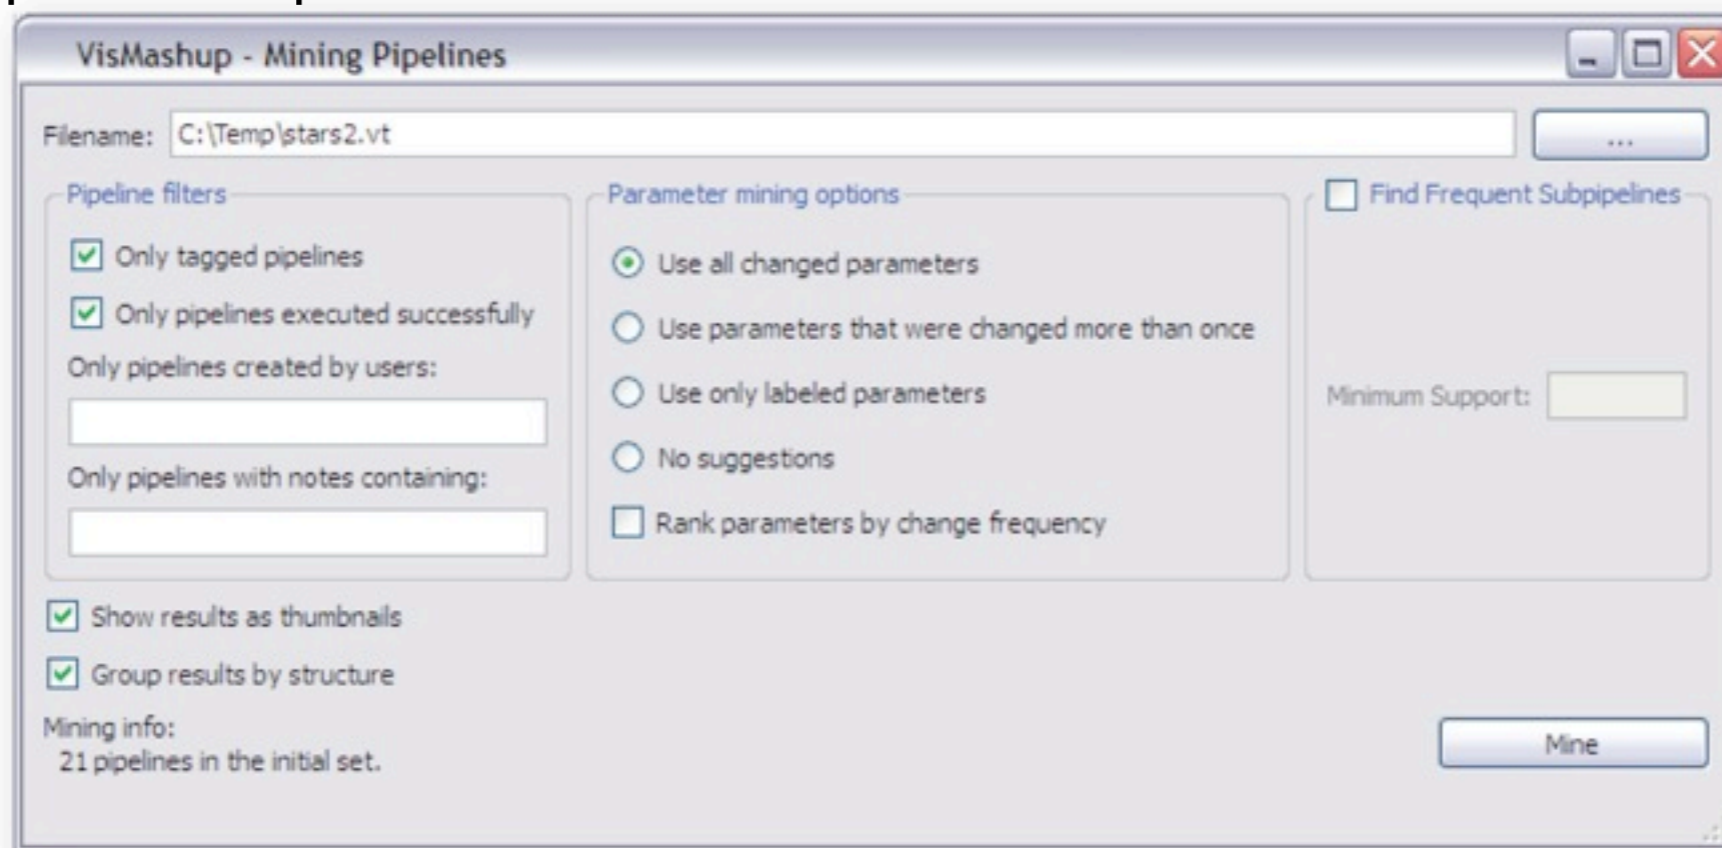 VisMashup - Mining Pipelines
Filename: C:\Temp\stars2.vt ...
Pipeline filters
Only tagged pipelines
Only pipelines executed successfully
Only pipelines created by users:
Only pipelines with notes containing:
Parameter mining options
Use all changed parameters
Use parameters that were changed more than once
Use only labeled parameters
No suggestions
Rank parameters by change frequency
Find Frequent Subpipelines
Minimum Support:
Show results as thumbnails
Group results by structure
Mining info:
21 pipelines in the initial set.
Mine